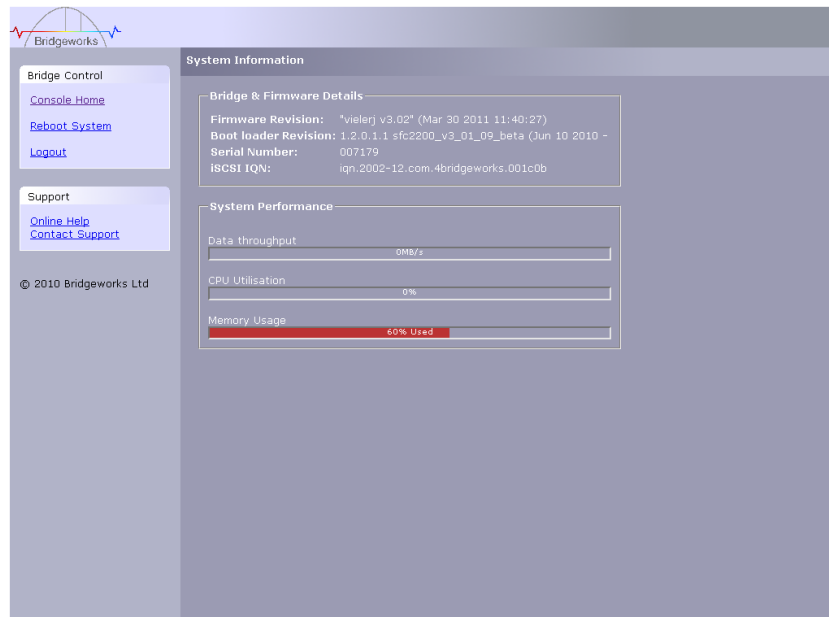 Bridgeworks
System Information
Bridge Control
Console Home
Reboot System
Logout
Support
Online Help
Contact Support
© 2010 Bridgeworks Ltd
Bridge & Firmware Details
Firmware Revision: "vielerj v3.02" (Mar 30 2011 11:40:27)
Boot loader Revision: 1.2.0.1.1 sfc2200_v3_01_09_beta (Jun 10 2010 -
Serial Number: 007179
iSCSI IQN: iqn.2002-12.com.4bridgeworks.001c0b
System Performance
Data throughput
0MB/s
CPU Utilisation
0%
Memory Usage
60% Used